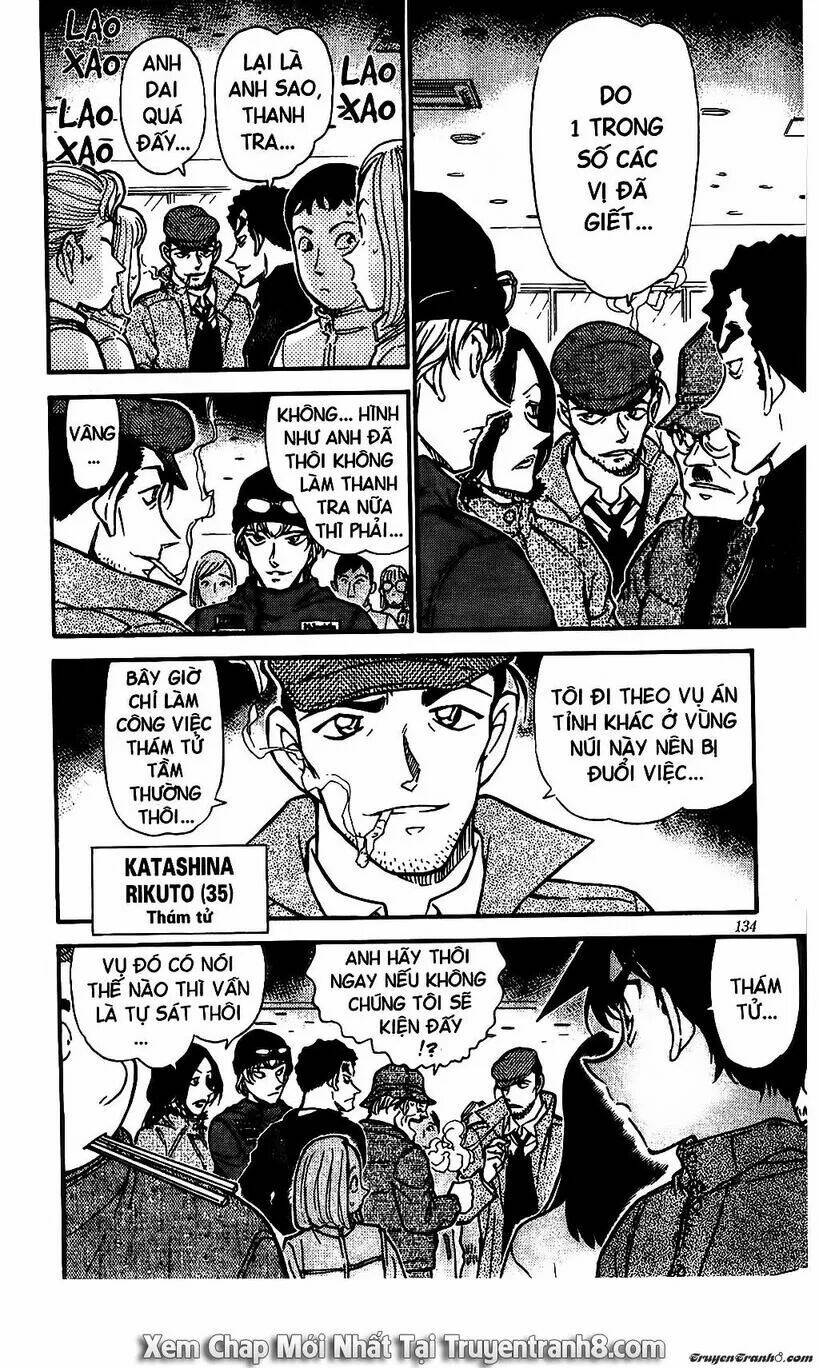 DO
1 TRONG
SỐ CÁC
VỊ ĐÃ
GIẾT...
LẠI LÀ
ANH SAO,
THANH
TRA...
ANH
DAI
QUÁ
ĐẤY...
LAO
XAO
LAO
XAO
LAO
XAO
KHÔNG... HÌNH
NHƯ ANH ĐÃ
THÔI KHÔNG
LÀM THANH
TRA NỮA
THÌ PHẢI...
VÂNG
...
TÔI ĐI THEO VỤ ÁN
TỈNH KHÁC Ở VÙNG
NÚI NÀY NÊN BỊ
ĐUỔI VIỆC...
BÂY GIỜ
CHỈ LÀM
CÔNG VIỆC
THÁM TỬ
TẦM
THƯỜNG
THÔI...
KATASHINA
RIKUTO (35)
Thám tử
134
THÁM
TỬ...
ANH HÃY THÔI
NGAY NẾU KHÔNG
CHÚNG TÔI SẼ
KIỆN ĐẤY
!?
VỤ ĐÓ CÓ NÓI
THẾ NÀO THÌ VẪN
LÀ TỰ SÁT THÔI
...
Xem Chap Mới Nhất Tại Truyentranh8.com
TruyenTranh8.com